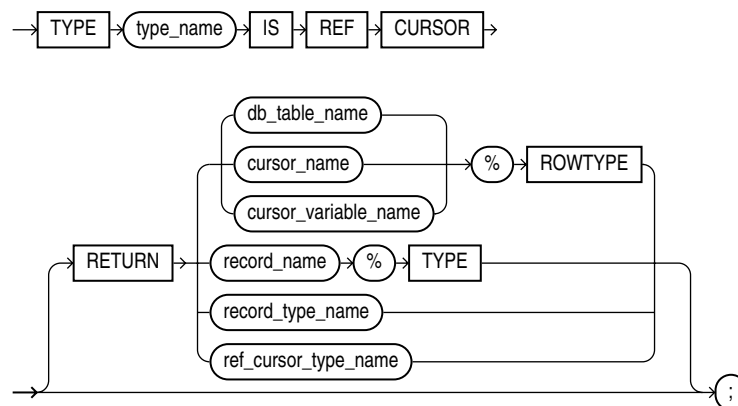 TYPE type_name IS REF CURSOR
db_table_name
cursor_name % ROWTYPE
cursor_variable_name
RETURN record_name % TYPE
record_type_name
ref_cursor_type_name
;